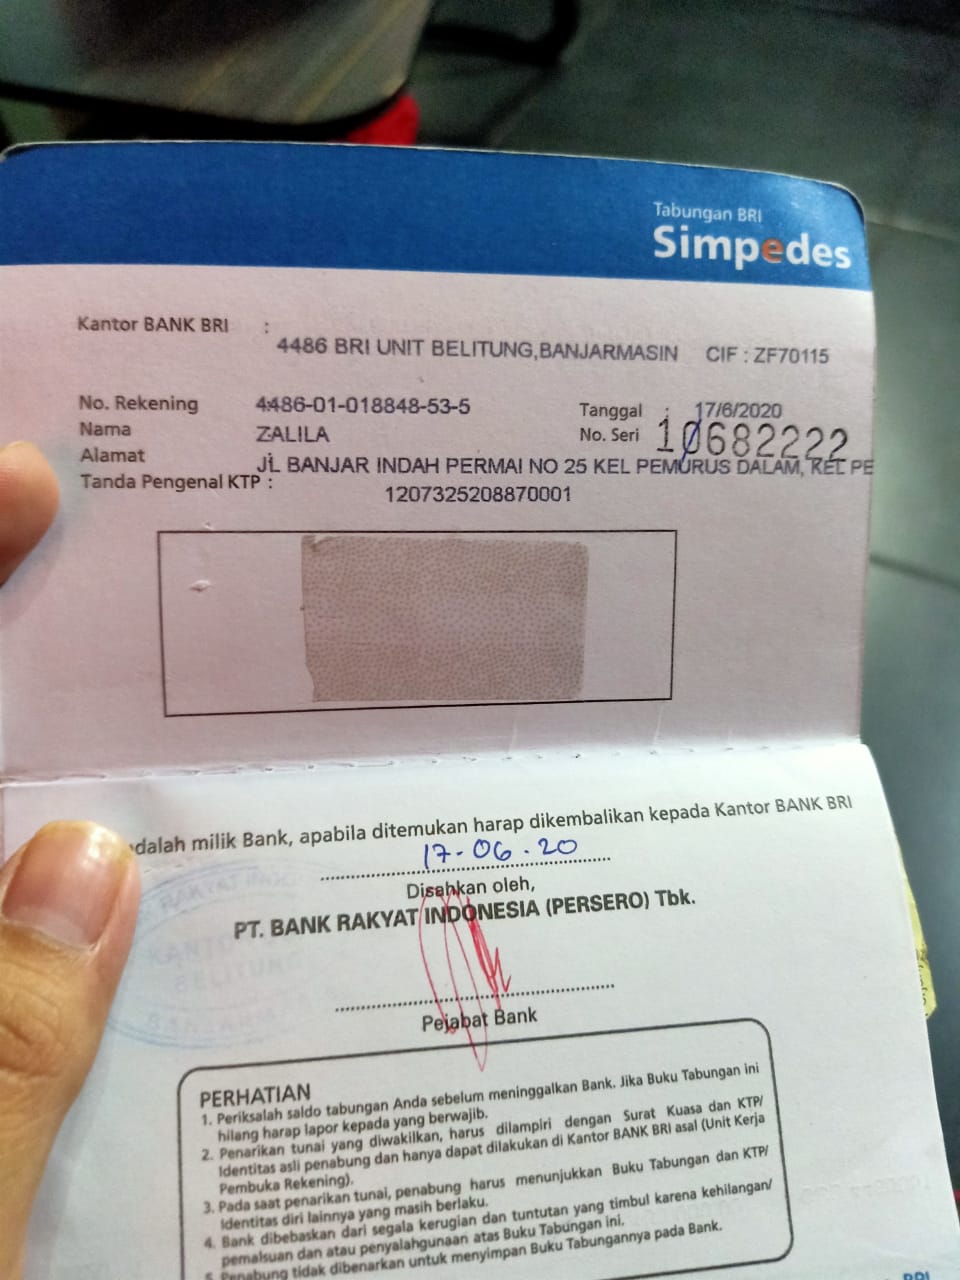 Tabungan BRI
Simpedes
Kantor BANK BRI :
4486 BRI UNIT BELITUNG,BANJARMASIN CIF : ZF70115
No. Rekening 4486-01-018848-53-5 Tanggal : 17/6/2020
Nama ZALILA No. Seri 10682222
Alamat JL BANJAR INDAH PERMAI NO 25 KEL PEMURUS DALAM, KEL PE
Tanda Pengenal KTP : 1207325208870001
adalah milik Bank, apabila ditemukan harap dikembalikan kepada Kantor BANK BRI
17-06-20
Disahkan oleh,
PT. BANK RAKYAT INDONESIA (PERSERO) Tbk.
BELITUNG
Pejabat Bank
PERHATIAN
1. Periksalah saldo tabungan Anda sebelum meninggalkan Bank. Jika Buku Tabungan ini
hilang harap lapor kepada yang berwajib.
2. Penarikan tunai yang diwakilkan, harus dilampiri dengan Surat Kuasa dan KTP/
Identitas asli penabung dan hanya dapat dilakukan di Kantor BANK BRI asal (Unit Kerja
Pembuka Rekening).
3. Pada saat penarikan tunai, penabung harus menunjukkan Buku Tabungan dan KTP/
Identitas diri lainnya yang masih berlaku.
4. Bank dibebaskan dari segala kerugian dan tuntutan yang timbul karena kehilangan/
pemalsuan dan atau penyalahgunaan atas Buku Tabungan ini.
5. Penabung tidak dibenarkan untuk menyimpan Buku Tabungannya pada Bank.
BRI